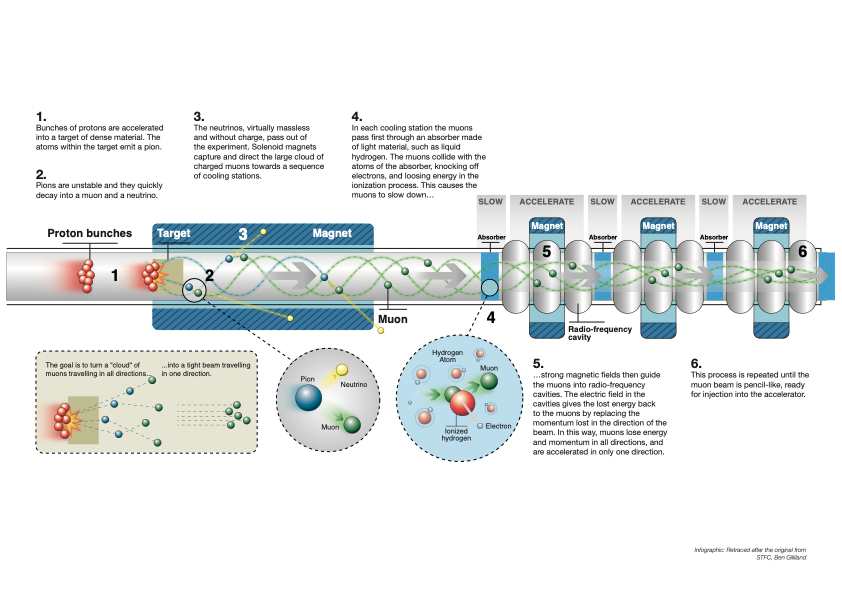 1.
Bunches of protons are accelerated
into a target of dense material. The
atoms within the target emit a pion.
2.
Pions are unstable and they quickly
decay into a muon and a neutrino.
3.
The neutrinos, virtually massless
and without charge, pass out of
the experiment. Solenoid magnets
capture and direct the large cloud of
charged muons towards a sequence
of cooling stations.
4.
In each cooling station the muons
pass first through an absorber made
of light material, such as liquid
hydrogen. The muons collide with the
atoms of the absorber, knocking off
electrons, and loosing energy in the
ionization process. This causes the
muons to slow down…
SLOW
ACCELERATE
SLOW
ACCELERATE
SLOW
ACCELERATE
Proton bunches
Target
3
Magnet
Absorber
Magnet
Absorber
Magnet
Absorber
Magnet
1
2
5
6
Muon
4
Radio-frequency
cavity
The goal is to turn a "cloud" of
muons travelling in all directions...
...into a tight beam travelling
in one direction.
Pion
Neutrino
Muon
Hydrogen
Atom
Muon
Ionized
hydrogen
Electron
5.
…strong magnetic fields then guide
the muons into radio-frequency
cavities. The electric field in the
cavities gives the lost energy back
to the muons by replacing the
momentum lost in the direction of the
beam. In this way, muons lose energy
and momentum in all directions, and
are accelerated in only one direction.
6.
This process is repeated until the
muon beam is pencil-like, ready
for injection into the accelerator.
Infographic: Retraced after the original from
STFC, Ben Gilliland